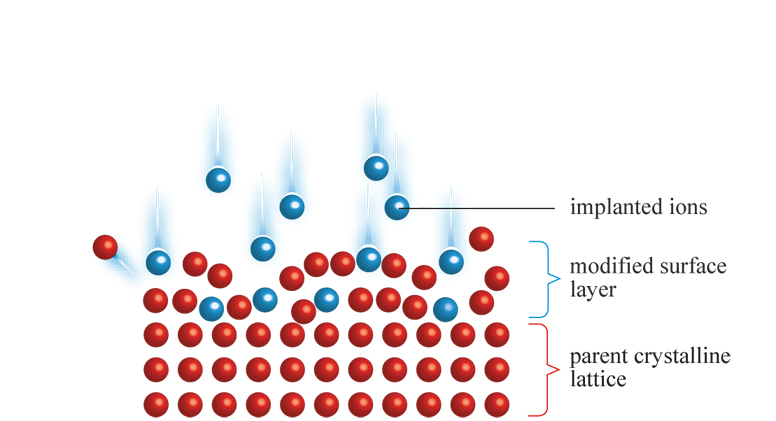 implanted ions
modified surface
layer
parent crystalline
lattice